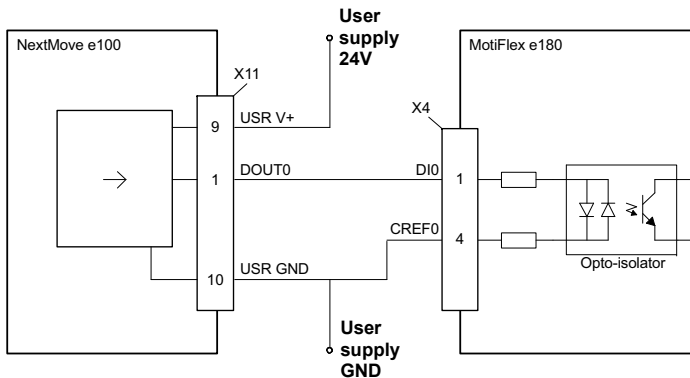 NextMove e100
User
supply
24V
MotiFlex e180
X11
X4
9
USR V+
1
DOUT0
DI0
1
CREF0
4
10
USR GND
Opto-isolator
User
supply
GND